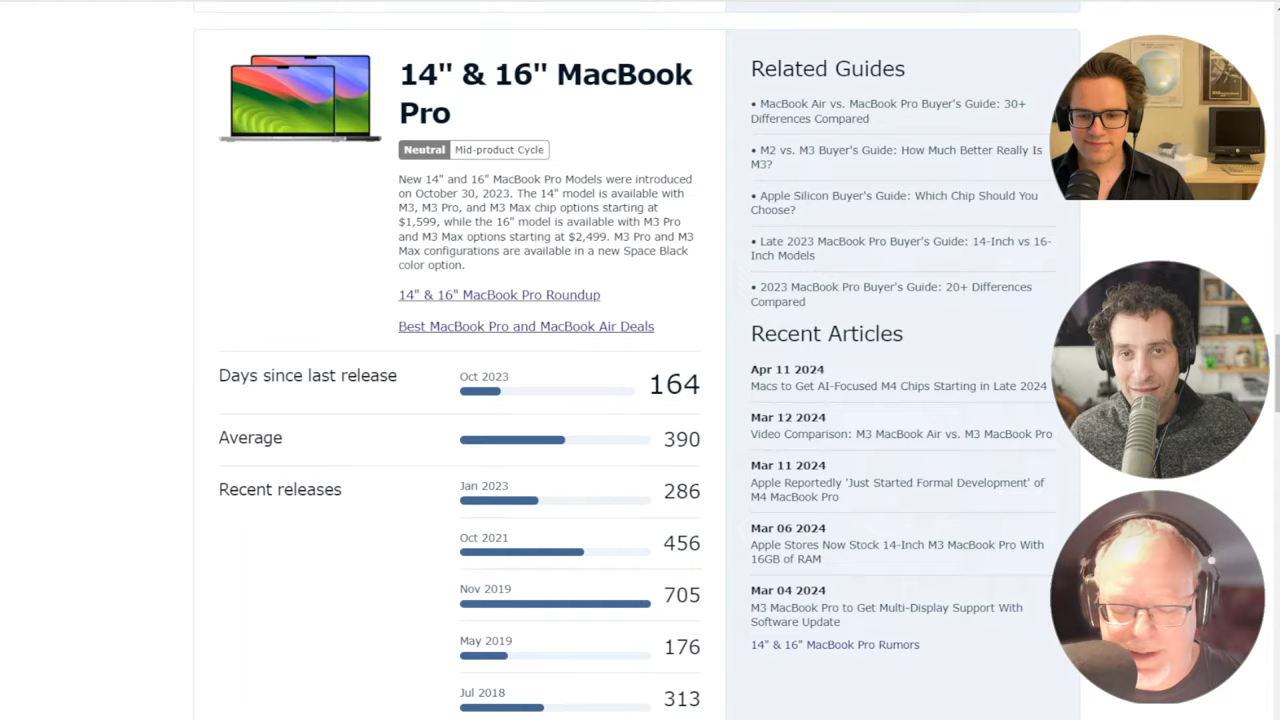 14" & 16" MacBook
Pro
Neutral Mid-product Cycle
New 14" and 16" MacBook Pro Models were introduced
on October 30, 2023. The 14" model is available with
M3, M3 Pro, and M3 Max chip options starting at
$1,599, while the 16" model is available with M3 Pro
and M3 Max options starting at $2,499. M3 Pro and M3
Max configurations are available in a new Space Black
color option.
14" & 16" MacBook Pro Roundup
Best MacBook Pro and MacBook Air Deals
Days since last release
Oct 2023
164
Average
390
Recent releases
Jan 2023
286
Oct 2021
456
Nov 2019
705
May 2019
176
Jul 2018
313
Related Guides
• MacBook Air vs. MacBook Pro Buyer's Guide: 30+
Differences Compared
• M2 vs. M3 Buyer's Guide: How Much Better Really Is
M3?
• Apple Silicon Buyer's Guide: Which Chip Should You
Choose?
• Late 2023 MacBook Pro Buyer's Guide: 14-Inch vs 16-
Inch Models
• 2023 MacBook Pro Buyer's Guide: 20+ Differences
Compared
Recent Articles
Apr 11 2024
Macs to Get AI-Focused M4 Chips Starting in Late 2024
Mar 12 2024
Video Comparison: M3 MacBook Air vs. M3 MacBook Pro
Mar 11 2024
Apple Reportedly 'Just Started Formal Development' of
M4 MacBook Pro
Mar 06 2024
Apple Stores Now Stock 14-Inch M3 MacBook Pro With
16GB of RAM
Mar 04 2024
M3 MacBook Pro to Get Multi-Display Support With
Software Update
14" & 16" MacBook Pro Rumors